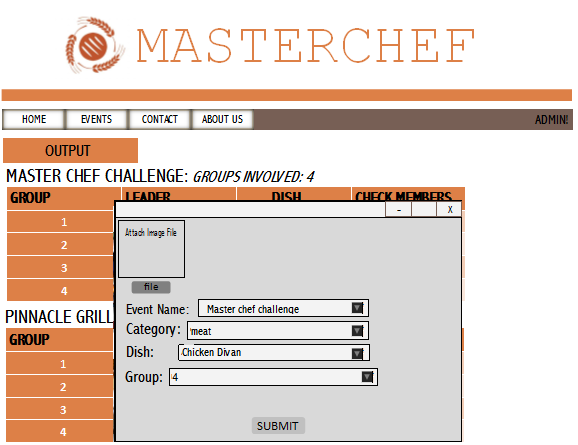 MASTERCHEF
HOME EVENTS CONTACT ABOUT US ADMIN!
OUTPUT
MASTER CHEF CHALLENGE: GROUPS INVOLVED: 4
GROUP LEADER DISH CHECK MEMBERS
- X
1
2
3
4
Attach Image File
file
Event Name: Master chef challenge
Category: meat
Dish: Chicken Divan
Group: 4
SUBMIT
PINNACLE GRILL
GROUP
1
2
3
4